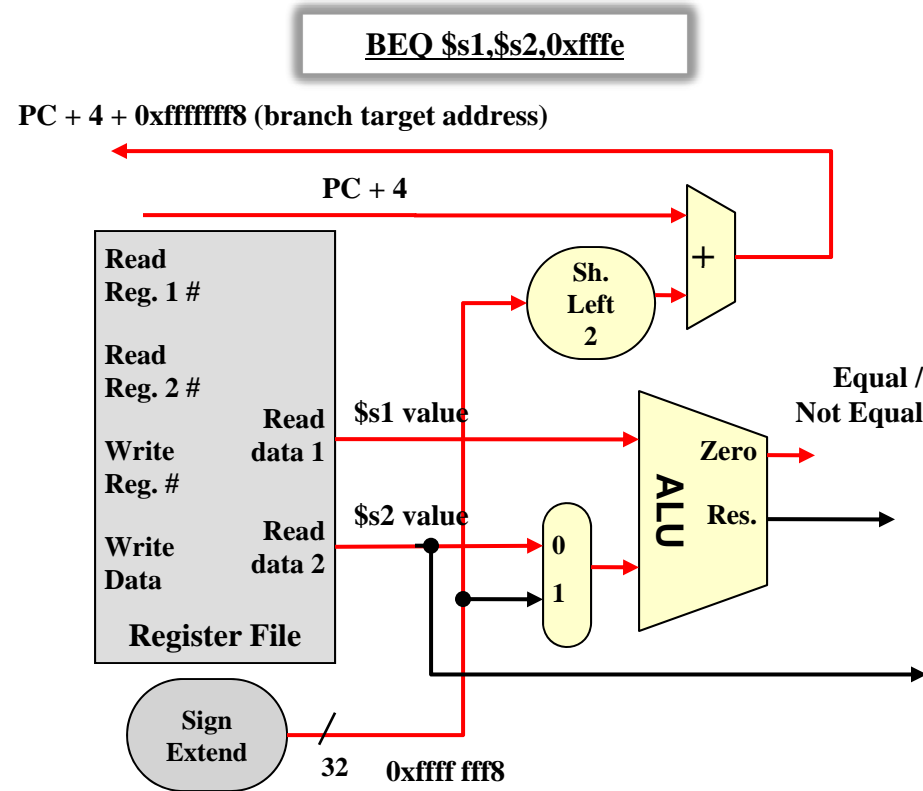 BEQ $s1,$s2,0xfffe
PC + 4 + 0xfffffff8 (branch target address)
PC + 4
Read
Reg. 1 #
Read
Reg. 2 #
Write
Reg. #
Write
Data
Read
data 1
Read
data 2
Register File
$s1 value
$s2 value
Sh.
Left
2
+
0
1
ALU
Zero
Res.
Equal /
Not Equal
Sign
Extend
32
0xffff fff8